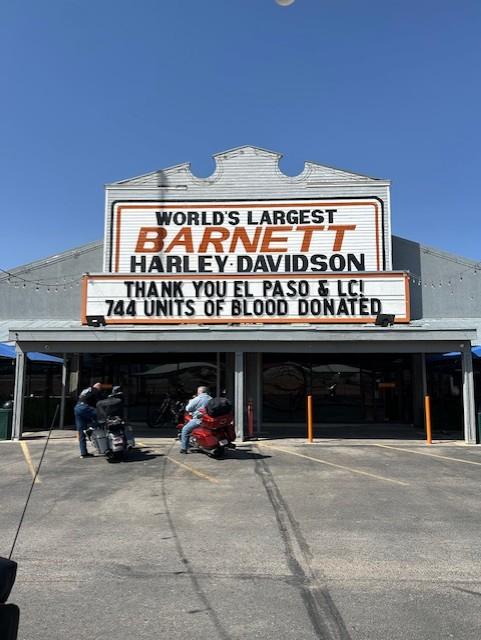 WORLD'S LARGEST
BARNETT
HARLEY-DAVIDSON
THANK YOU EL PASO & LC!
744 UNITS OF BLOOD DONATED